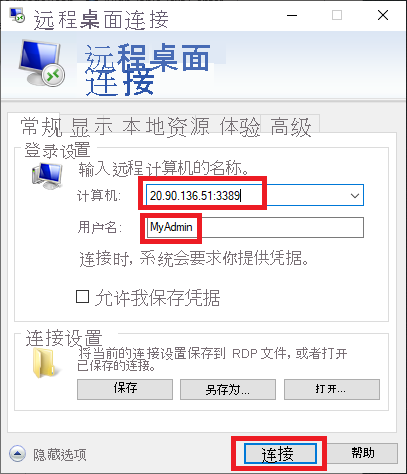 远程桌面连接
远程桌面
连接
常规 显示 本地资源 体验 高级
登录设置
输入远程计算机的名称。
计算机: 20.90.136.51:3389
用户名: MyAdmin
连接时,系统会要求你提供凭据。
允许我保存凭据
连接设置
将当前的连接设置保存到 RDP 文件，或者打开
已保存的连接。
保存 另存为... 打开...
隐藏选项 连接 帮助